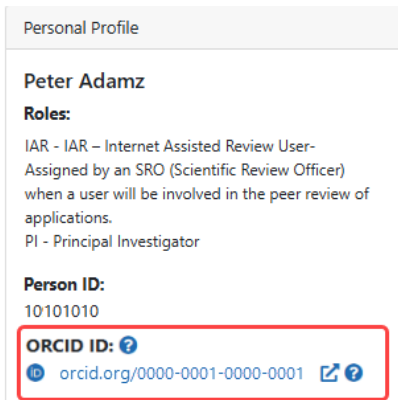 Personal Profile
Peter Adamz
Roles:
IAR - IAR – Internet Assisted Review User-
Assigned by an SRO (Scientific Review Officer)
when a user will be involved in the peer review of
applications.
PI - Principal Investigator
Person ID:
10101010
ORCID ID: ?
iD orcid.org/0000-0001-0000-0001 ?